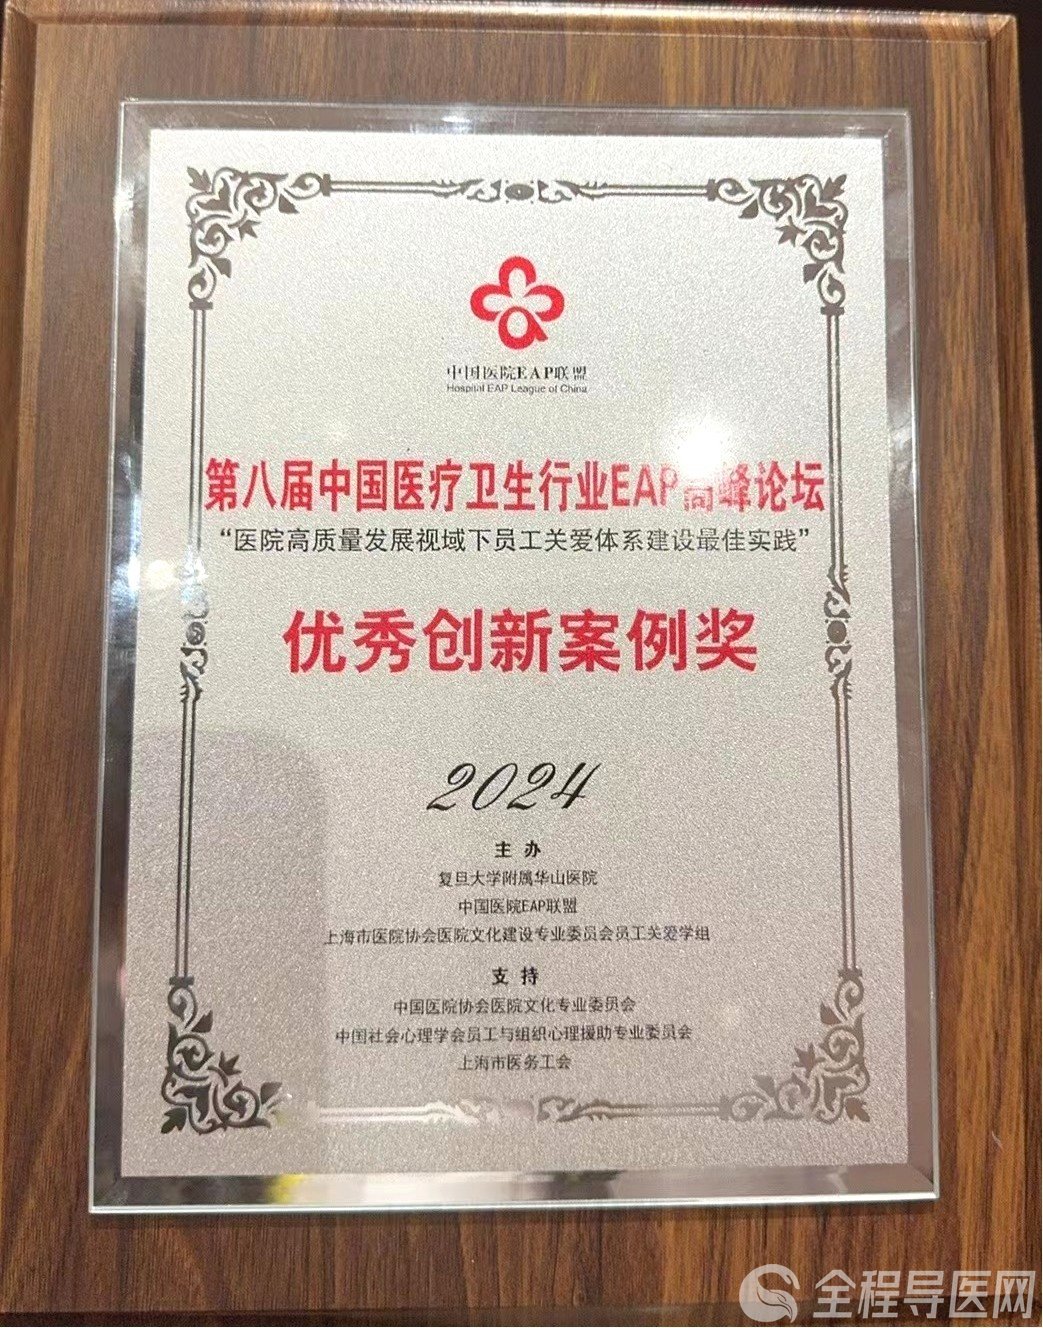 中国医院EAP联盟
Hospital EAP League of China
第八届中国医疗卫生行业EAP高峰论坛
“医院高质量发展视域下员工关爱体系建设最佳实践”
优秀创新案例奖
2024
主 办
复旦大学附属华山医院
中国医院EAP联盟
上海市医院协会医院文化建设专业委员会员工关爱学组
支 持
中国医院协会医院文化专业委员会
中国社会心理学会员工与组织心理援助专业委员会
上海市医务工会
全程导医网